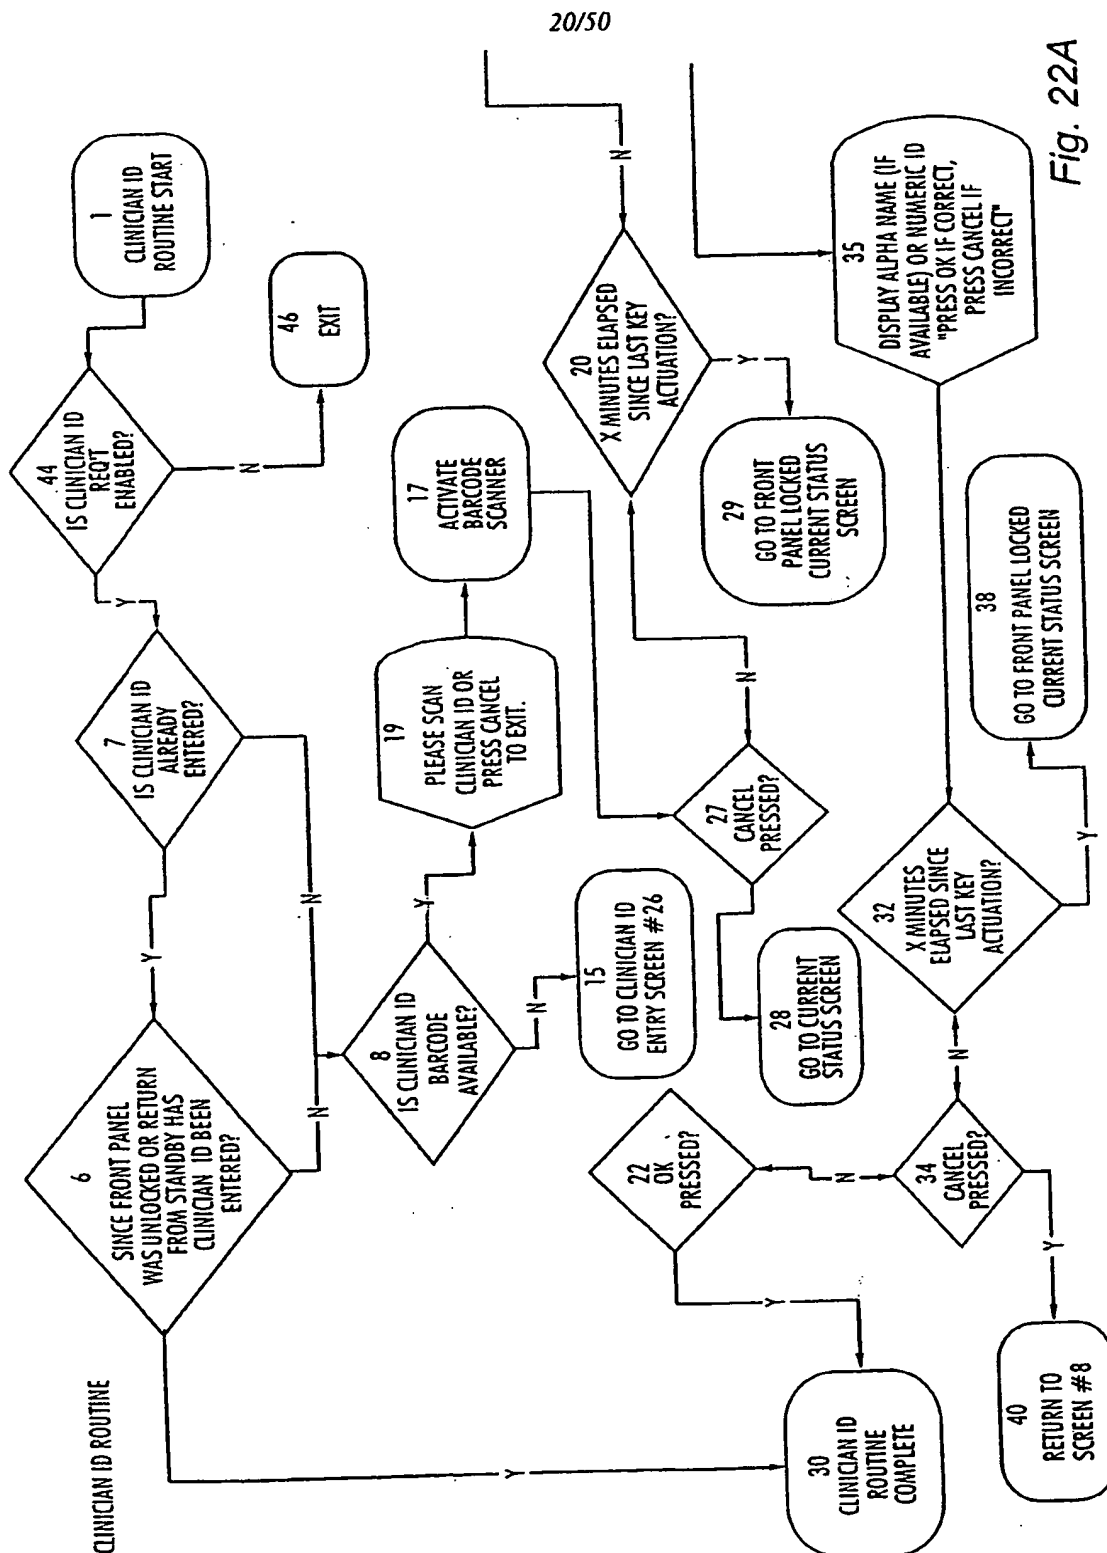 20/50
CLINICIAN ID ROUTINE
1
CLINICIAN ID
ROUTINE START
44
IS CLINICIAN ID
REQ'T
ENABLED?
N
46
EXIT
Y
7
IS CLINICIAN ID
ALREADY
ENTERED?
Y
N
6
SINCE FRONT PANEL
WAS UNLOCKED OR RETURN
FROM STANDBY HAS
CLINICIAN ID BEEN
ENTERED?
N
Y
8
IS CLINICIAN ID
BARCODE
AVAILABLE?
Y
N
19
PLEASE SCAN
CLINICIAN ID OR
PRESS CANCEL
TO EXIT.
17
ACTIVATE
BARCODE
SCANNER
15
GO TO CLINICIAN ID
ENTRY SCREEN #26
27
CANCEL
PRESSED?
N
28
GO TO CURRENT
STATUS SCREEN
20
X MINUTES ELAPSED
SINCE LAST KEY
ACTUATION?
N
Y
29
GO TO FRONT
PANEL LOCKED
CURRENT STATUS
SCREEN
35
DISPLAY ALPHA NAME (IF
AVAILABLE) OR NUMERIC ID
"PRESS OK IF CORRECT,
PRESS CANCEL IF
INCORRECT"
32
X MINUTES
ELAPSED SINCE
LAST KEY
ACTUATION?
Y
N
38
GO TO FRONT PANEL LOCKED
CURRENT STATUS SCREEN
34
CANCEL
PRESSED?
N
Y
22
OK
PRESSED?
Y
30
CLINICIAN ID
ROUTINE
COMPLETE
40
RETURN TO
SCREEN #8
Fig. 22A